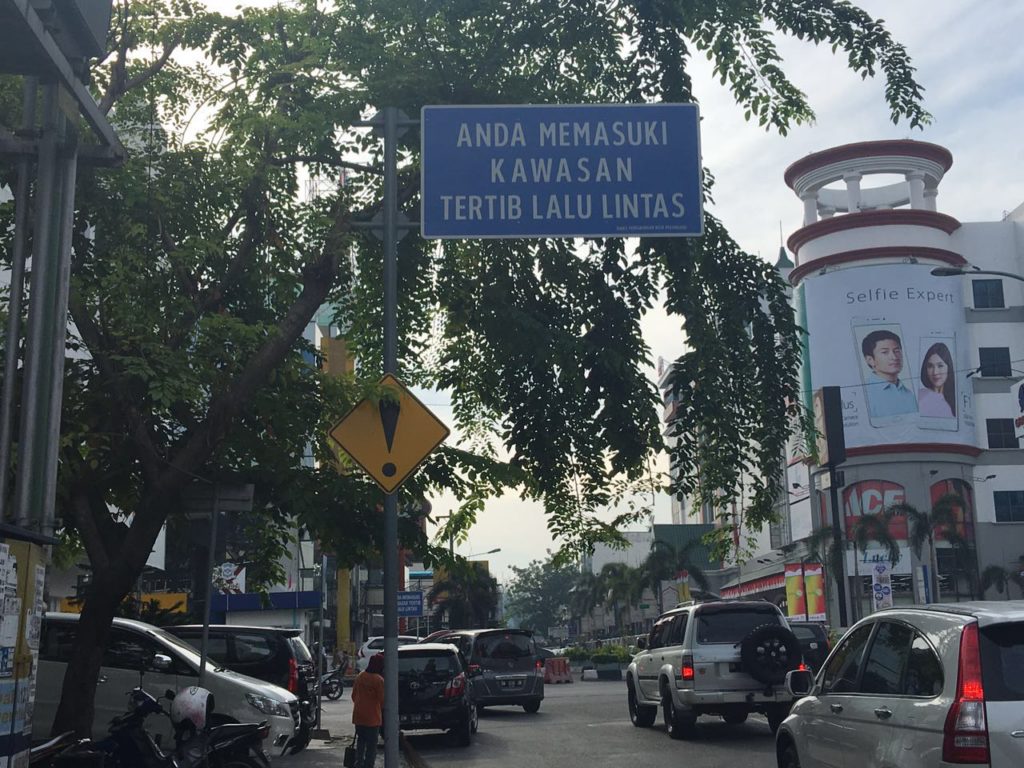 ANDA MEMASUKI
KAWASAN
TERTIB LALU LINTAS
Selfie Expert
ACE